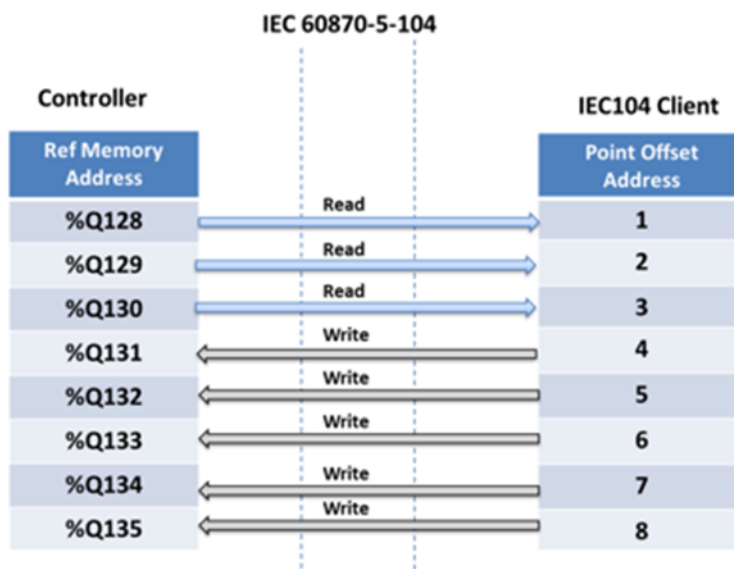 IEC 60870-5-104
Controller
IEC104 Client
Ref Memory
Address
Point Offset
Address
%Q128 Read 1
%Q129 Read 2
%Q130 Read 3
%Q131 Write 4
%Q132 Write 5
%Q133 Write 6
%Q134 Write 7
%Q135 Write 8